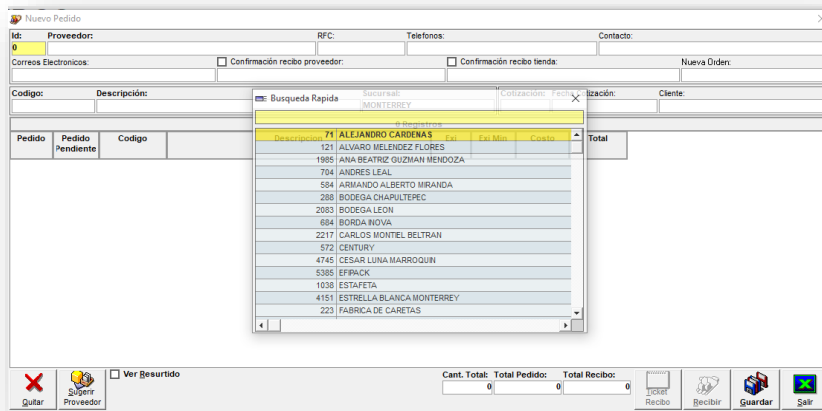 Nuevo Pedido
Id: Proveedor: RFC: Telefonos: Contacto:
0
Correos Electronicos: Confirmación recibo proveedor: Confirmación recibo tienda: Nueva Orden:
Codigo: Descripción: Sucursal: Cotización: Fecha Cotización: Cliente:
MONTERREY
Busqueda Rapida
0 Registros
Pedido Pedido Pendiente Codigo Descripcion Exi Exi Min Costo Total
71 ALEJANDRO CARDENAS
121 ALVARO MELENDEZ FLORES
1985 ANA BEATRIZ GUZMAN MENDOZA
704 ANDRES LEAL
584 ARMANDO ALBERTO MIRANDA
288 BODEGA CHAPULTEPEC
2083 BODEGA LEON
684 BORDA INOVA
2217 CARLOS MONTIEL BELTRAN
572 CENTURY
4745 CESAR LUNA MARROQUIN
5385 EFIPACK
1038 ESTAFETA
4151 ESTRELLA BLANCA MONTERREY
223 FABRICA DE CARETAS
Ver Resurtido
Cant. Total: Total Pedido: Total Recibo:
0 0 0
Quitar Sugerir Proveedor Ticket Recibo Recibir Guardar Salir